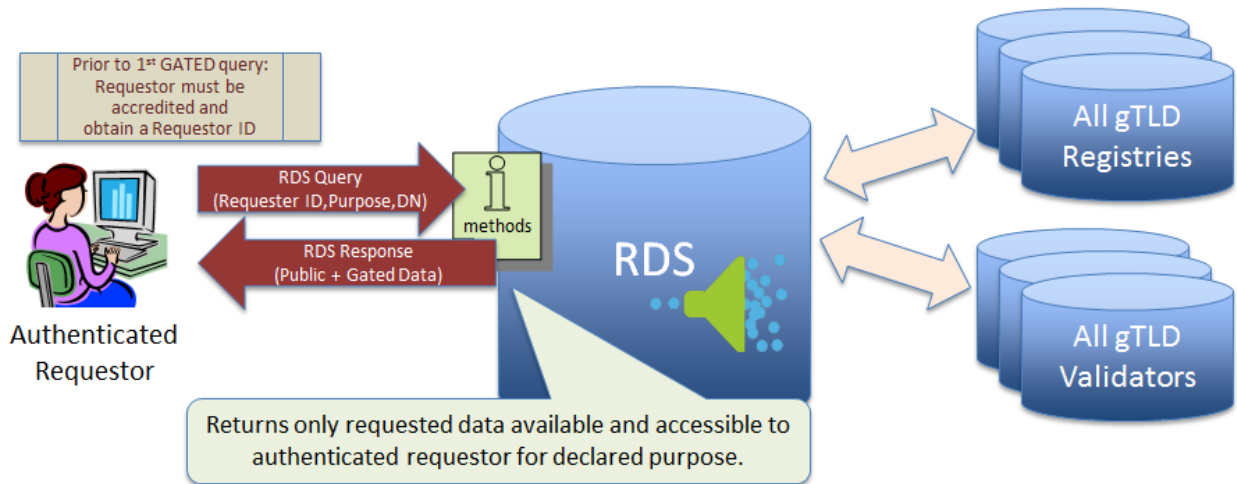 Prior to 1st GATED query:
Requestor must be
accredited and
obtain a Requestor ID
RDS Query
(Requester ID,Purpose,DN)
i
methods
RDS Response
(Public + Gated Data)
Authenticated
Requestor
RDS
All gTLD
Registries
All gTLD
Validators
Returns only requested data available and accessible to
authenticated requestor for declared purpose.